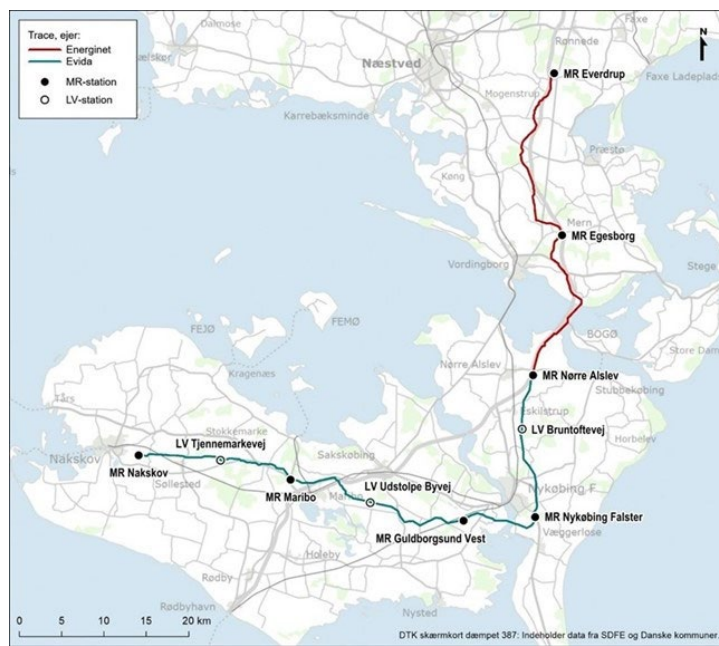 Trace, ejer:
Energinet
Evida
MR-station
LV-station
N
Rønnede
Faxe
Næstved
MR Everdrup
Faxe Ladeplad
Mogenstrup
Karrebæksminde
Præstø
Køng
Mern
MR Egesborg
Vordingborg
Stege
FEMØ
FEJØ
BOGØ
Store Dam
Kragenæs
Nørre Alslev
MR Nørre Alslev
Stubbekøbing
Tårs
Eskilstrup
Stokkemarke
LV Bruntoftevej
Horbelev
LV Tjennemarkevej
Sakskøbing
Nakskov
MR Nakskov
Søllested
LV Udstolpe Byvej
Nykøbing F
MR Maribo
Maribo
MR Nykøbing Falster
Væggerløse
MR Guldborgsund Vest
Holeby
Rødby
Rødbyhavn
Nysted
0 5 10 20 km
DTK skærmkort dæmpet 387: Indeholder data fra SDFE og Danske kommuner